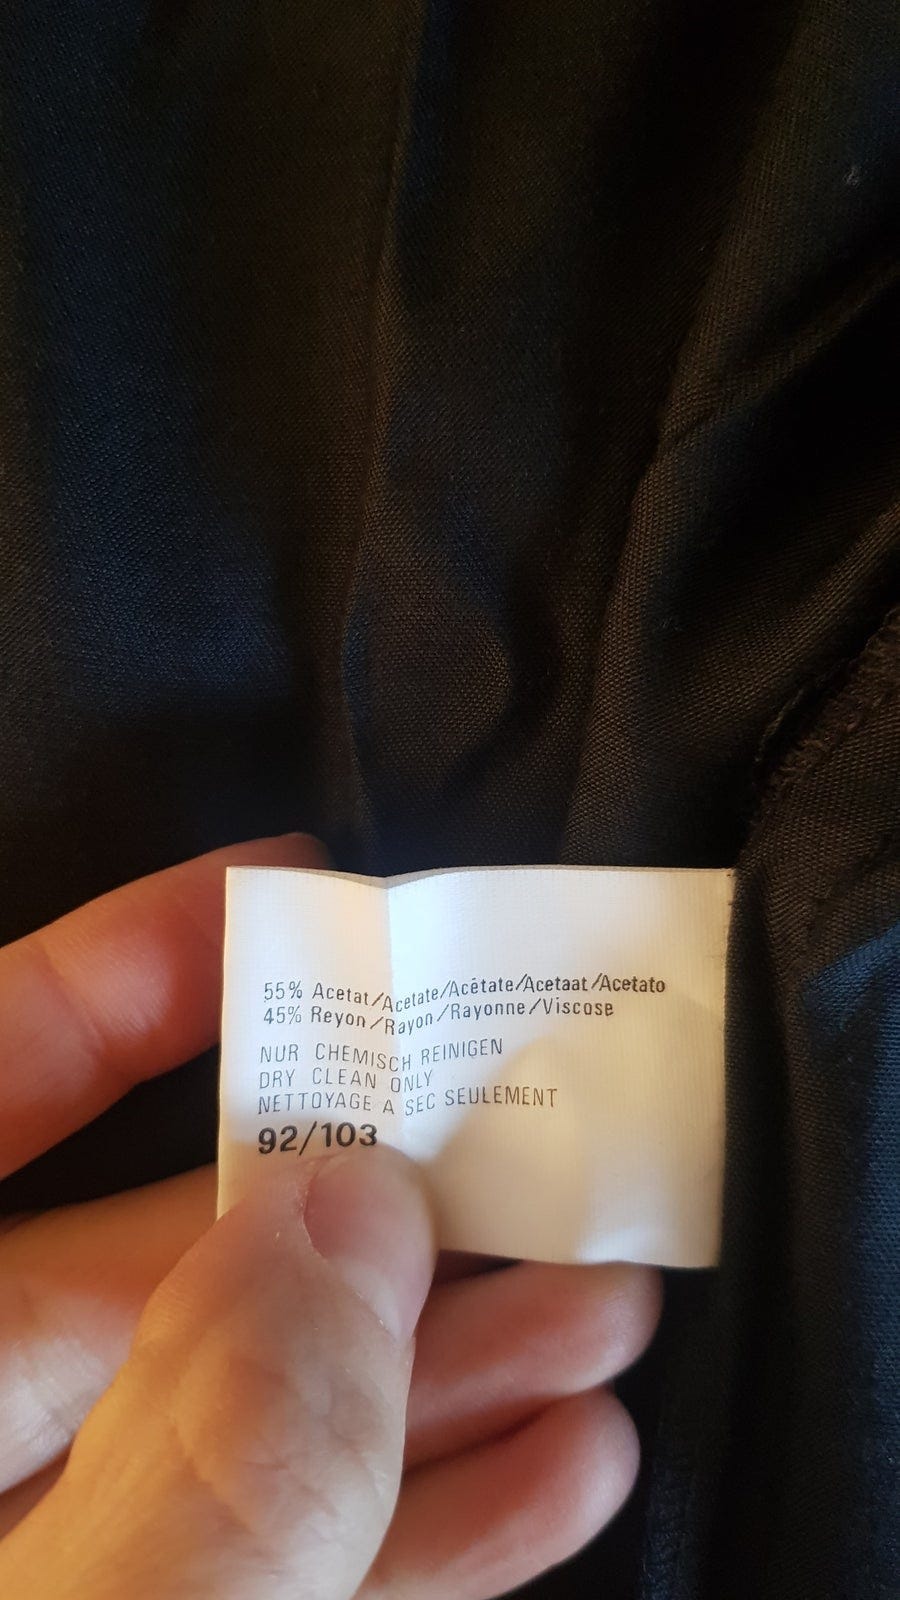 55% Acetat/Acetate/Acétate/Acetaat/Acetato
45% Reyon/Rayon/Rayonne/Viscose
NUR CHEMISCH REINIGEN
DRY CLEAN ONLY
NETTOYAGE A SEC SEULEMENT
92/103